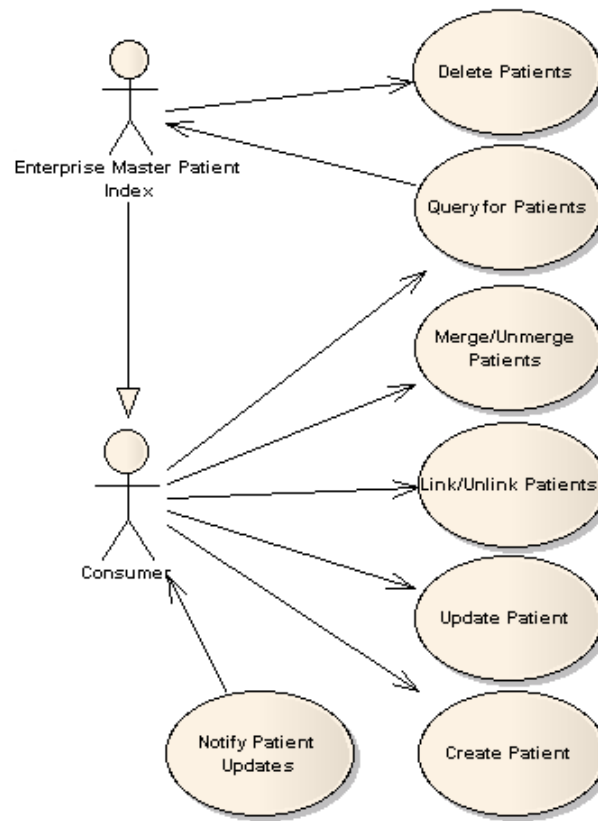 Delete Patients
Enterprise Master Patient
Index
Query for Patients
Merge/Unmerge
Patients
Link/Unlink Patients
Consumer
Update Patient
Notify Patient
Updates
Create Patient